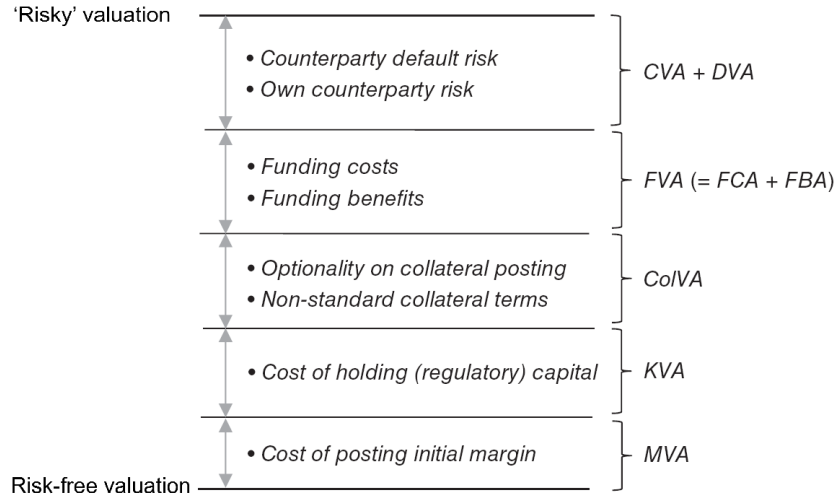 'Risky' valuation
• Counterparty default risk
• Own counterparty risk
CVA + DVA
• Funding costs
• Funding benefits
FVA (= FCA + FBA)
• Optionality on collateral posting
• Non-standard collateral terms
ColVA
• Cost of holding (regulatory) capital
KVA
• Cost of posting initial margin
MVA
Risk-free valuation